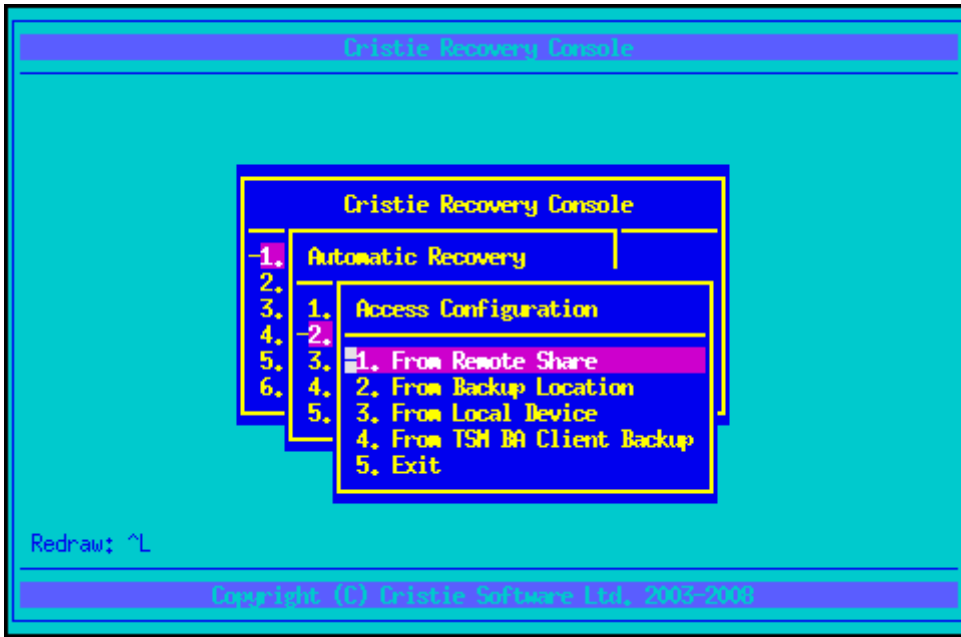 Cristie Recovery Console
Cristie Recovery Console
1.
2.
3.
4.
5.
6.
Automatic Recovery
1.
2.
3.
4.
5.
Access Configuration
1. From Remote Share
2. From Backup Location
3. From Local Device
4. From TSM BA Client Backup
5. Exit
Redraw: ^L
Copyright (C) Cristie Software Ltd. 2003-2008